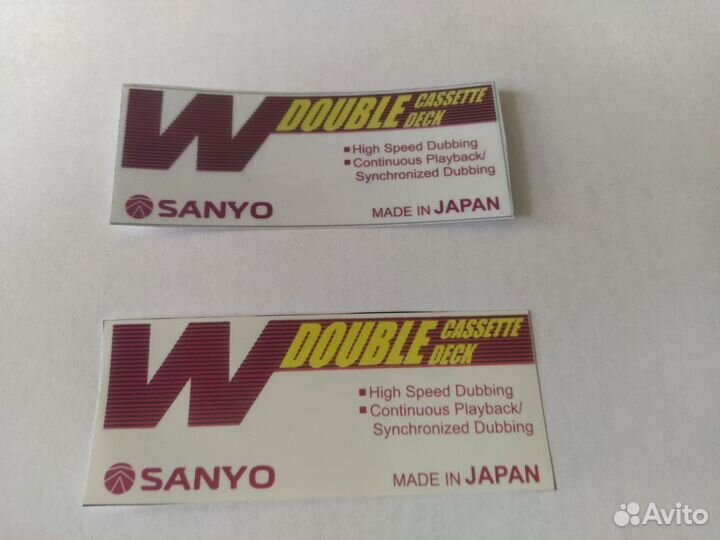 W DOUBLE CASSETTE DECK
■High Speed Dubbing
■Continuous Playback/
Synchronized Dubbing
SANYO MADE IN JAPAN
W DOUBLE CASSETTE DECK
■High Speed Dubbing
■Continuous Playback/
Synchronized Dubbing
SANYO MADE IN JAPAN
Avito